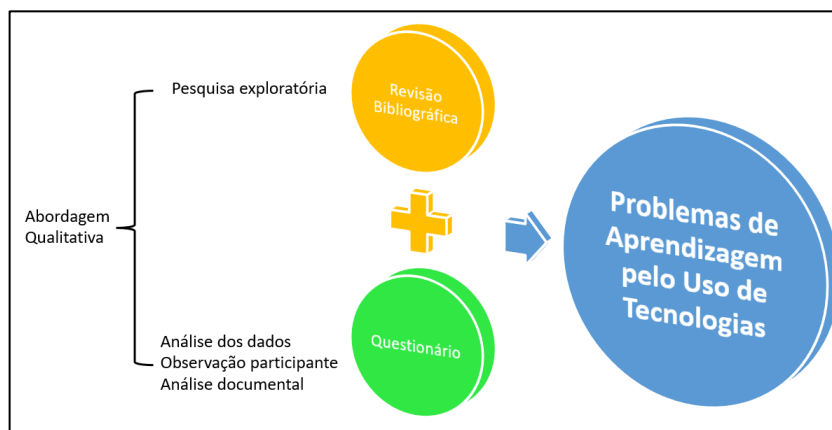 Abordagem
Qualitativa
Pesquisa exploratória
Análise dos dados
Observação participante
Análise documental
Revisão
Bibliográfica
Questionário
Problemas de
Aprendizagem
pelo Uso de
Tecnologias